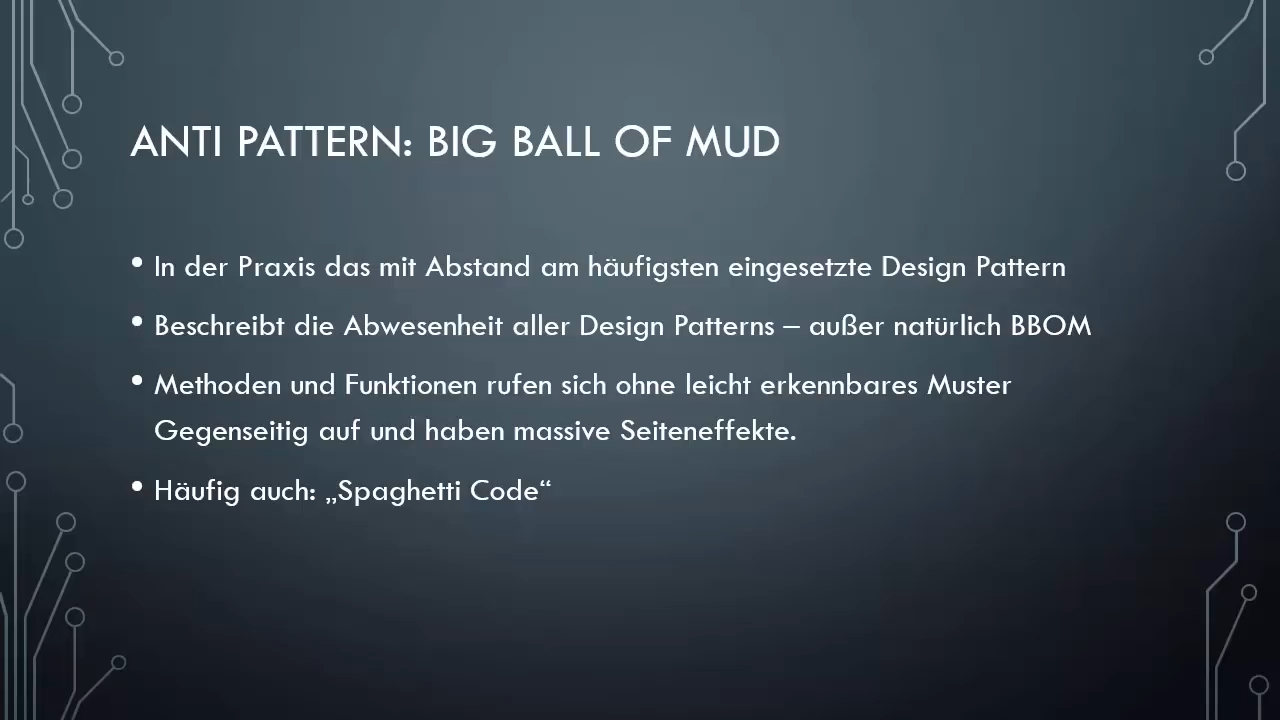 ANTI PATTERN: BIG BALL OF MUD
• In der Praxis das mit Abstand am häufigsten eingesetzte Design Pattern
• Beschreibt die Abwesenheit aller Design Patterns – außer natürlich BBOM
• Methoden und Funktionen rufen sich ohne leicht erkennbares Muster
Gegenseitig auf und haben massive Seiteneffekte.
• Häufig auch: „Spaghetti Code“